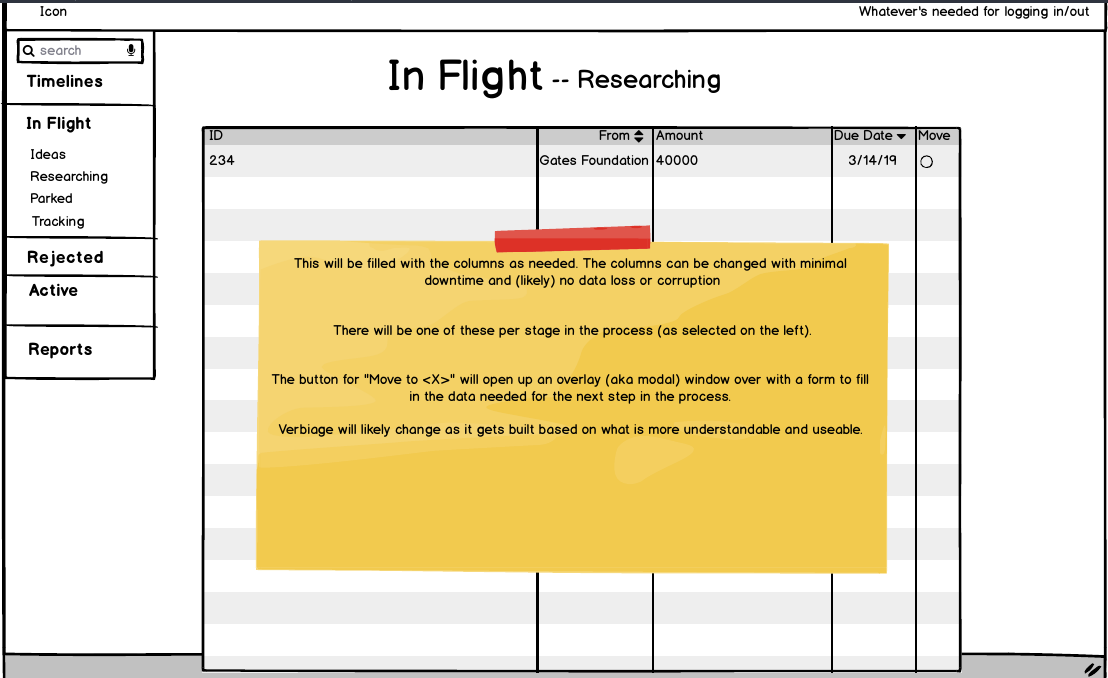 Icon
Whatever's needed for logging in/out
search
Timelines
In Flight
Ideas
Researching
Parked
Tracking
Rejected
Active
Reports
In Flight -- Researching
ID From Amount Due Date Move
234 Gates Foundation 40000 3/14/19
This will be filled with the columns as needed. The columns can be changed with minimal
downtime and (likely) no data loss or corruption
There will be one of these per stage in the process (as selected on the left).
The button for "Move to <X>" will open up an overlay (aka modal) window over with a form to fill
in the data needed for the next step in the process.
Verbiage will likely change as it gets built based on what is more understandable and useable.